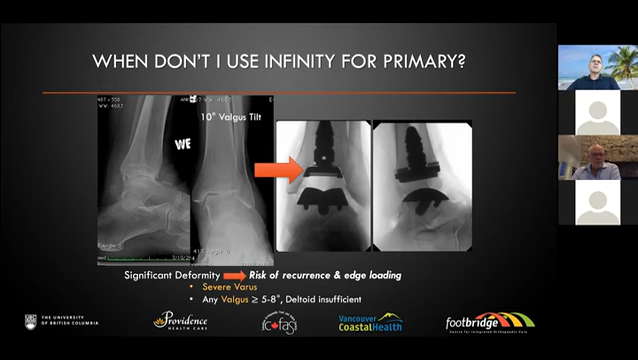 WHEN DON'T I USE INFINITY FOR PRIMARY?
10° Valgus Tilt
WE
Significant Deformity
Risk of recurrence & edge loading
• Severe Varus
• Any Valgus ≥ 5-8°, Deltoid insufficient
THE UNIVERSITY
OF BRITISH COLUMBIA
Providence
HEALTH CARE
Vancouver
CoastalHealth
footbridge